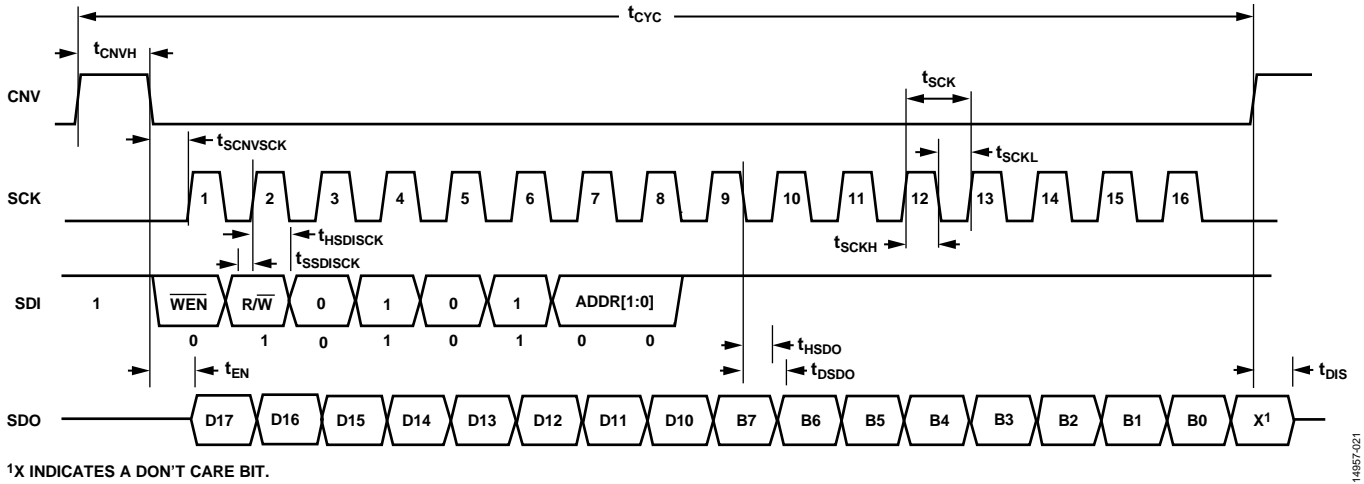 tCYC
tCNVH
CNV
tSCK
tSCNVSCK
tSCKL
SCK
1 2 3 4 5 6 7 8 9 10 11 12 13 14 15 16
tHSDISCK
tSCKH
tSSDISCK
SDI 1 WEN R/W 0 1 0 1 ADDR[1:0]
0 1 0 1 0 1 0 0
tHSDO
tEN
tDSDO
tDIS
SDO D17 D16 D15 D14 D13 D12 D11 D10 B7 B6 B5 B4 B3 B2 B1 B0 X1
1X INDICATES A DON'T CARE BIT.
14957-021